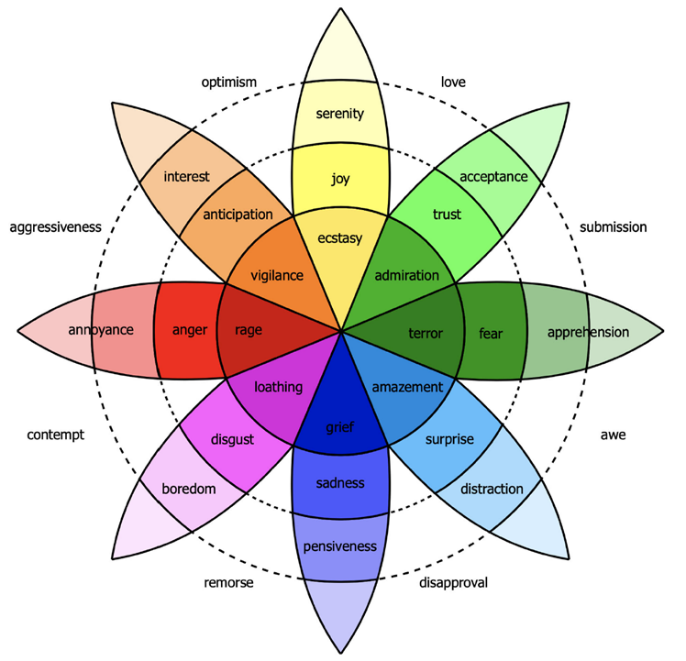 optimism
love
serenity
interest
acceptance
joy
anticipation
trust
aggressiveness
submission
ecstasy
vigilance
admiration
annoyance
anger
rage
terror
fear
apprehension
loathing
amazement
grief
contempt
awe
disgust
surprise
sadness
boredom
distraction
pensiveness
remorse
disapproval